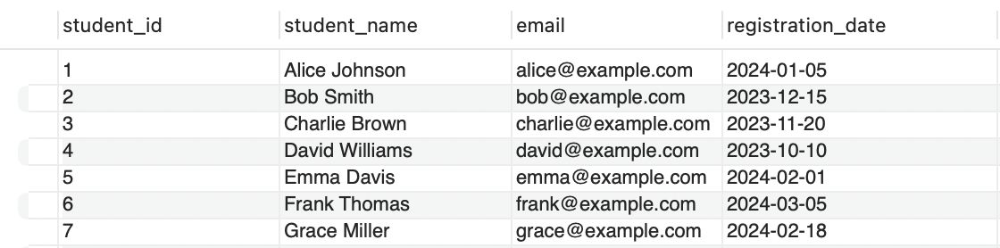 student_id student_name email registration_date
1 Alice Johnson alice@example.com 2024-01-05
2 Bob Smith bob@example.com 2023-12-15
3 Charlie Brown charlie@example.com 2023-11-20
4 David Williams david@example.com 2023-10-10
5 Emma Davis emma@example.com 2024-02-01
6 Frank Thomas frank@example.com 2024-03-05
7 Grace Miller grace@example.com 2024-02-18